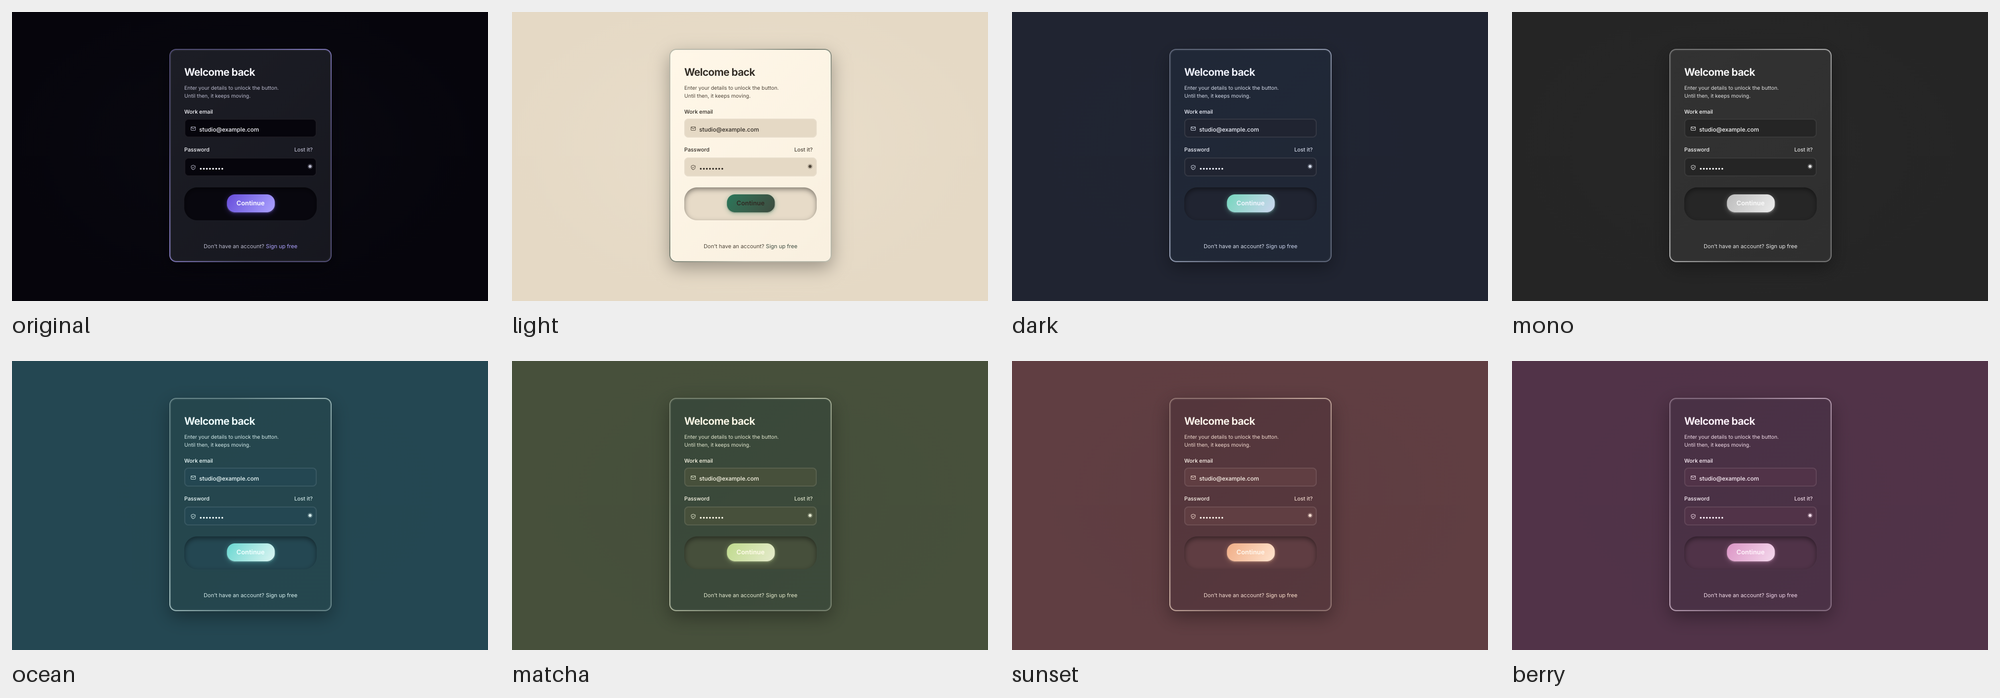 Welcome back
Enter your details to unlock the button.
Until then, it keeps moving.
Work email
studio@example.com
Password Lost it?
••••••••
Continue
Don't have an account? Sign up free
original
Welcome back
Enter your details to unlock the button.
Until then, it keeps moving.
Work email
studio@example.com
Password Lost it?
••••••••
Continue
Don't have an account? Sign up free
light
Welcome back
Enter your details to unlock the button.
Until then, it keeps moving.
Work email
studio@example.com
Password Lost it?
••••••••
Continue
Don't have an account? Sign up free
dark
Welcome back
Enter your details to unlock the button.
Until then, it keeps moving.
Work email
studio@example.com
Password Lost it?
••••••••
Continue
Don't have an account? Sign up free
mono
Welcome back
Enter your details to unlock the button.
Until then, it keeps moving.
Work email
studio@example.com
Password Lost it?
••••••••
Continue
Don't have an account? Sign up free
ocean
Welcome back
Enter your details to unlock the button.
Until then, it keeps moving.
Work email
studio@example.com
Password Lost it?
••••••••
Continue
Don't have an account? Sign up free
matcha
Welcome back
Enter your details to unlock the button.
Until then, it keeps moving.
Work email
studio@example.com
Password Lost it?
••••••••
Continue
Don't have an account? Sign up free
sunset
Welcome back
Enter your details to unlock the button.
Until then, it keeps moving.
Work email
studio@example.com
Password Lost it?
••••••••
Continue
Don't have an account? Sign up free
berry